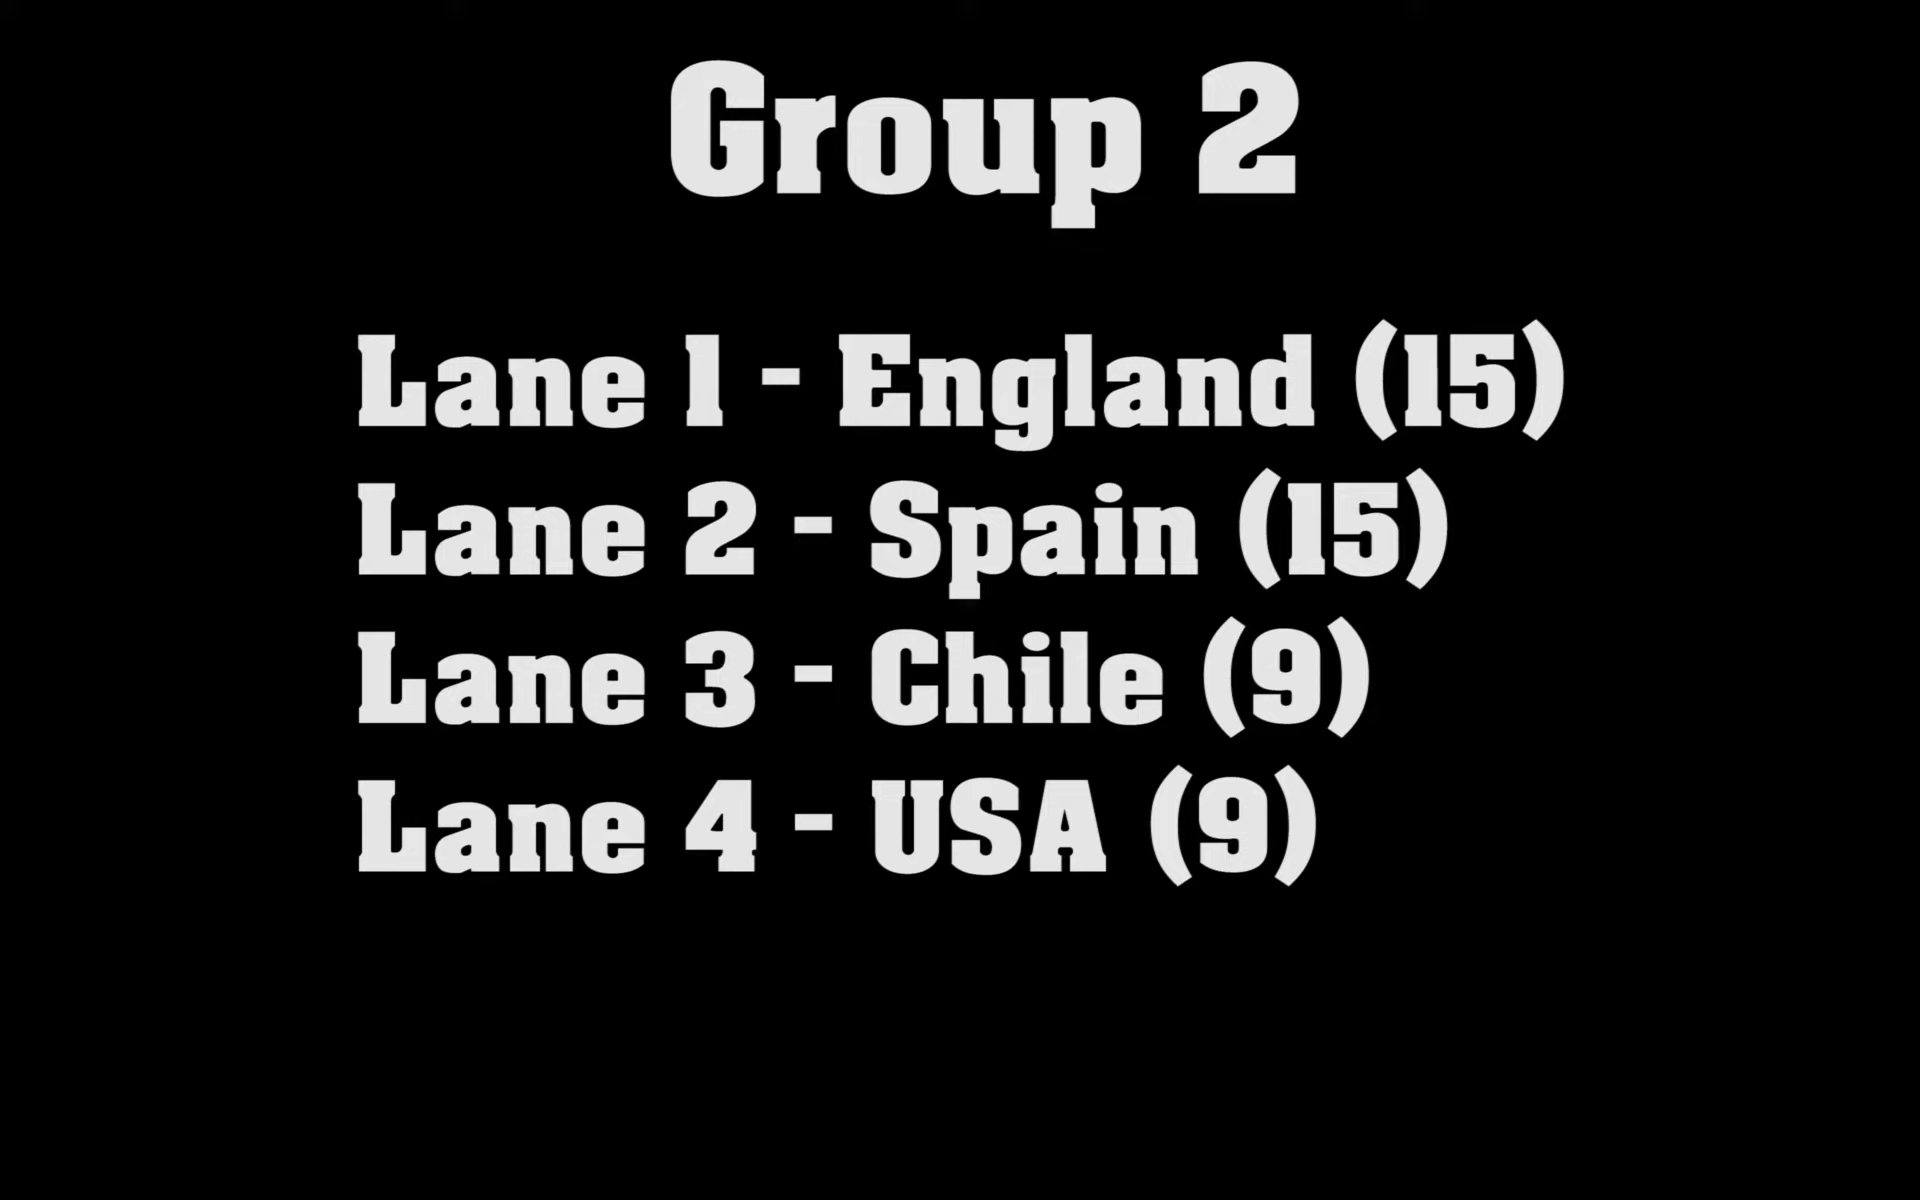 Group 2
Lane 1 - England (15)
Lane 2 - Spain (15)
Lane 3 - Chile (9)
Lane 4 - USA (9)